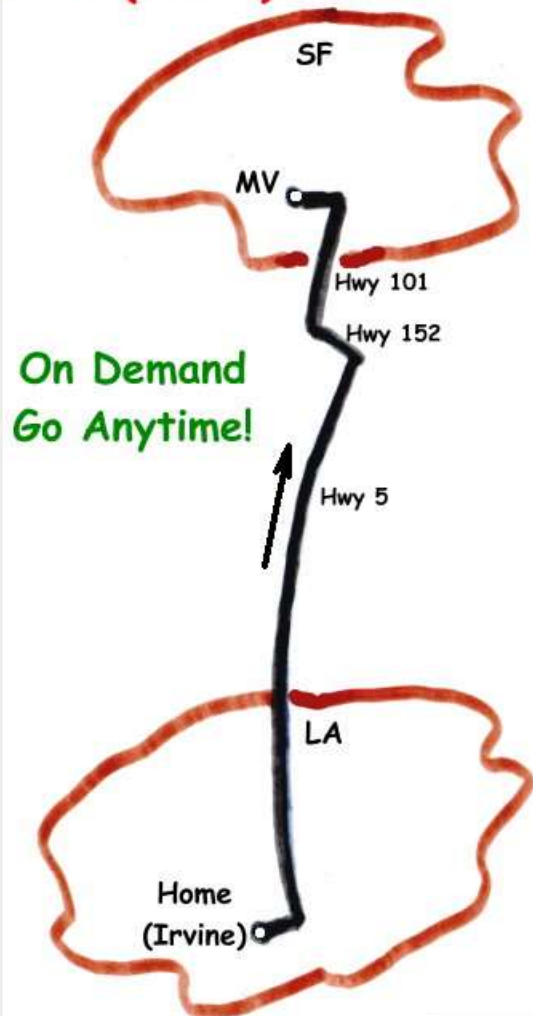 SF
MV
Hwy 101
Hwy 152
On Demand
Go Anytime!
Hwy 5
LA
Home
(Irvine)